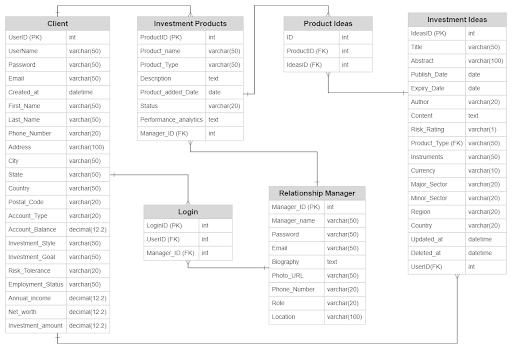 Client
UserID (PK) int
UserName varchar(50)
Password varchar(50)
Email varchar(50)
Created_at datetime
First_Name varchar(50)
Last_Name varchar(50)
Phone_Number varchar(20)
Address varchar(100)
City varchar(50)
State varchar(50)
Country varchar(50)
Postal_Code varchar(20)
Account_Type varchar(20)
Account_Balance decimal(12.2)
Investment_Style varchar(50)
Investment_Goal varchar(50)
Risk_Tolerance varchar(20)
Employment_Status varchar(50)
Annual_income decimal(12.2)
Net_worth decimal(12.2)
Investment_amount decimal(12.2)
Investment Products
ProductID (PK) int
Product_name varchar(50)
Product_Type varchar(50)
Description text
Product_added_Date date
Status varchar(20)
Performance_analytics text
Manager_ID (FK) int
Product Ideas
ID int
ProductID (FK) int
IdeasID (FK) int
Investment Ideas
IdeasID (PK) int
Title varchar(50)
Abstract varchar(100)
Publish_Date date
Expiry_Date date
Author varchar(20)
Content text
Risk_Rating varchar(1)
Product_Type (FK) varchar(50)
Instruments varchar(50)
Currency varchar(10)
Major_Sector varchar(20)
Minor_Sector varchar(20)
Region varchar(20)
Country varchar(20)
Updated_at datetime
Deleted_at datetime
UserID(FK) int
Login
LoginID (PK) int
UserID (FK) int
Manager_ID (FK) int
Relationship Manager
Manager_ID (PK) int
Manager_name varchar(50)
Password varchar(50)
Email varchar(50)
Biography text
Photo_URL varchar(50)
Phone_Number varchar(20)
Role varchar(20)
Location varchar(100)